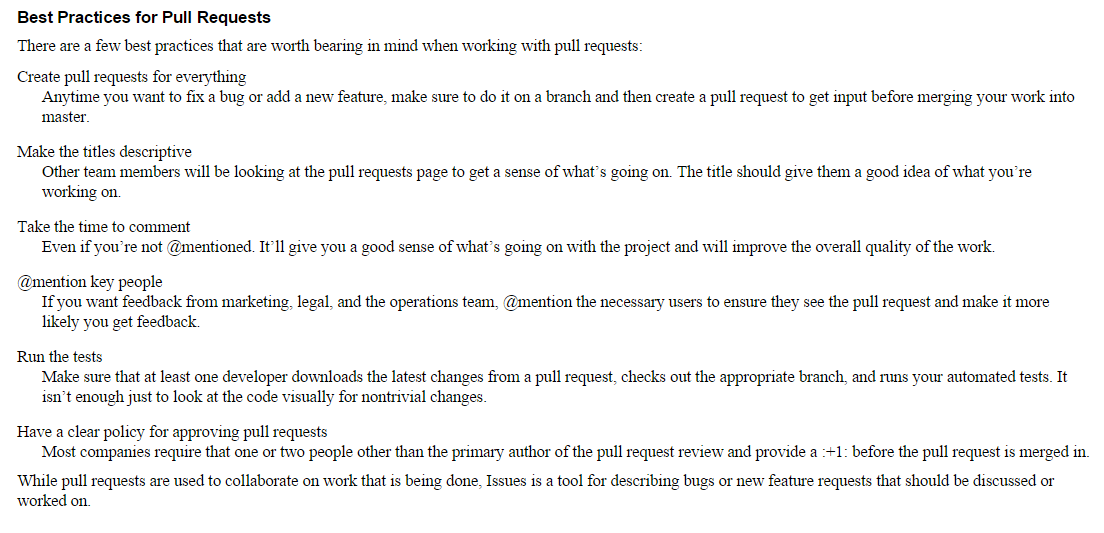 Best Practices for Pull Requests
There are a few best practices that are worth bearing in mind when working with pull requests:
Create pull requests for everything
Anytime you want to fix a bug or add a new feature, make sure to do it on a branch and then create a pull request to get input before merging your work into
master.
Make the titles descriptive
Other team members will be looking at the pull requests page to get a sense of what’s going on. The title should give them a good idea of what you’re
working on.
Take the time to comment
Even if you’re not @mentioned. It’ll give you a good sense of what’s going on with the project and will improve the overall quality of the work.
@mention key people
If you want feedback from marketing, legal, and the operations team, @mention the necessary users to ensure they see the pull request and make it more
likely you get feedback.
Run the tests
Make sure that at least one developer downloads the latest changes from a pull request, checks out the appropriate branch, and runs your automated tests. It
isn’t enough just to look at the code visually for nontrivial changes.
Have a clear policy for approving pull requests
Most companies require that one or two people other than the primary author of the pull request review and provide a :+1: before the pull request is merged in.
While pull requests are used to collaborate on work that is being done, Issues is a tool for describing bugs or new feature requests that should be discussed or
worked on.